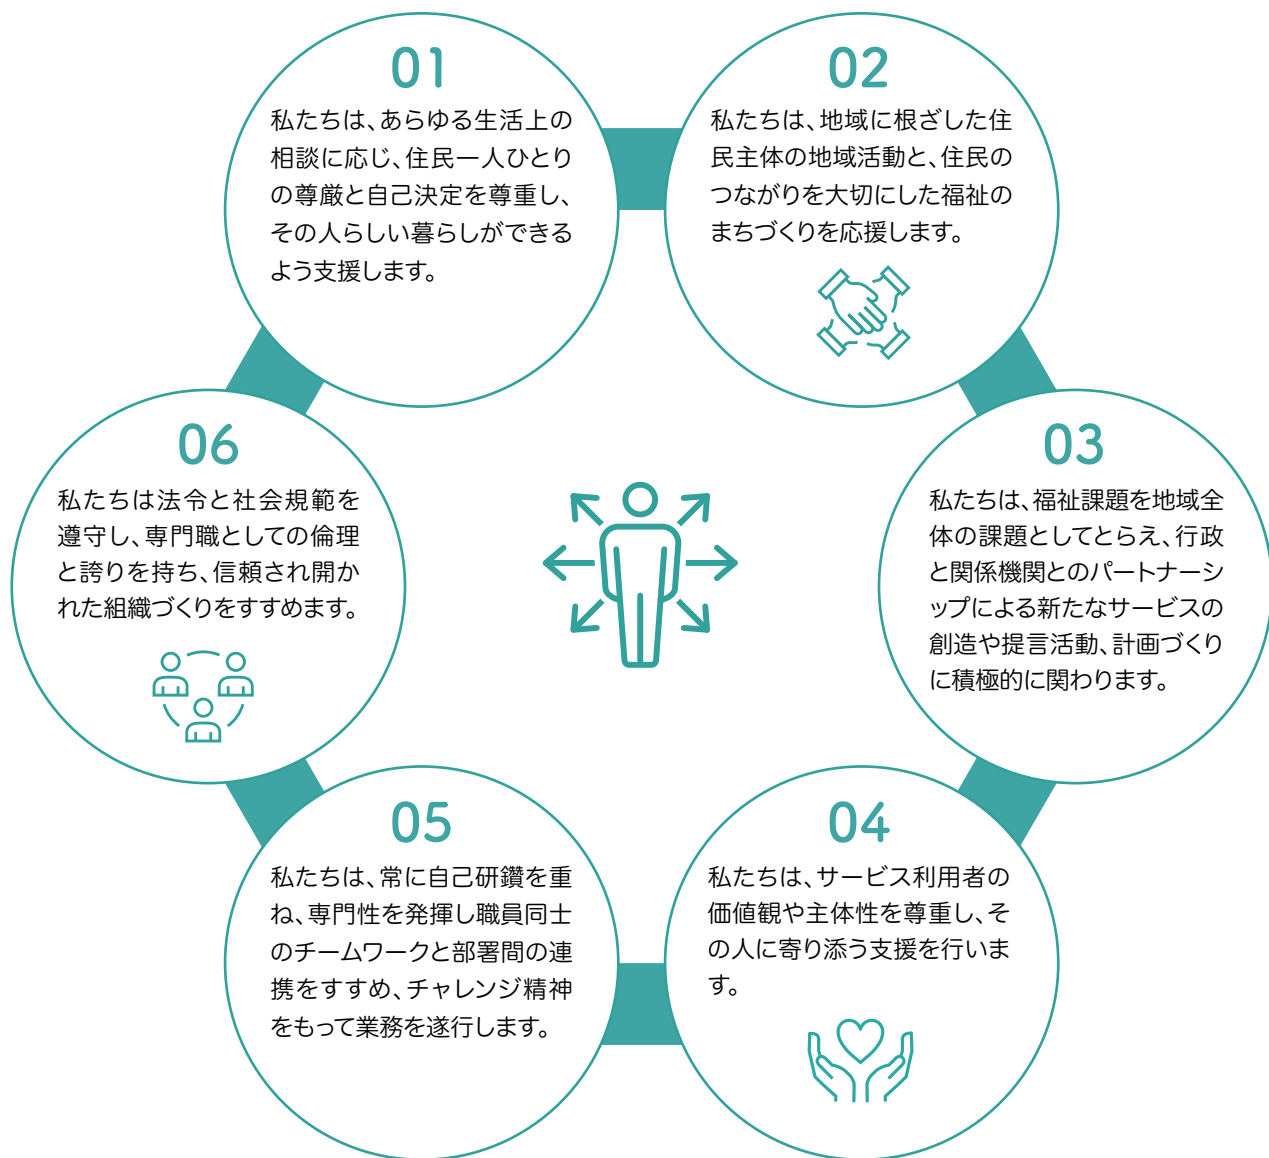 01
私たちは、あらゆる生活上の
相談に応じ、住民一人ひとり
の尊厳と自己決定を尊重し、
その人らしい暮らしができる
よう支援します。
02
私たちは、地域に根ざした住
民主体の地域活動と、住民の
つながりを大切にした福祉の
まちづくりを応援します。
03
私たちは、福祉課題を地域全
体の課題としてとらえ、行政
と関係機関とのパートナーシ
ップによる新たなサービスの
創造や提言活動、計画づくり
に積極的に関わります。
04
私たちは、サービス利用者の
価値観や主体性を尊重し、そ
の人に寄り添う支援を行いま
す。
05
私たちは、常に自己研鑽を重
ね、専門性を発揮し職員同士
のチームワークと部署間の連
携をすすめ、チャレンジ精神
をもって業務を遂行します。
06
私たちは法令と社会規範を
遵守し、専門職としての倫理
と誇りを持ち、信頼され開か
れた組織づくりをすすめます。